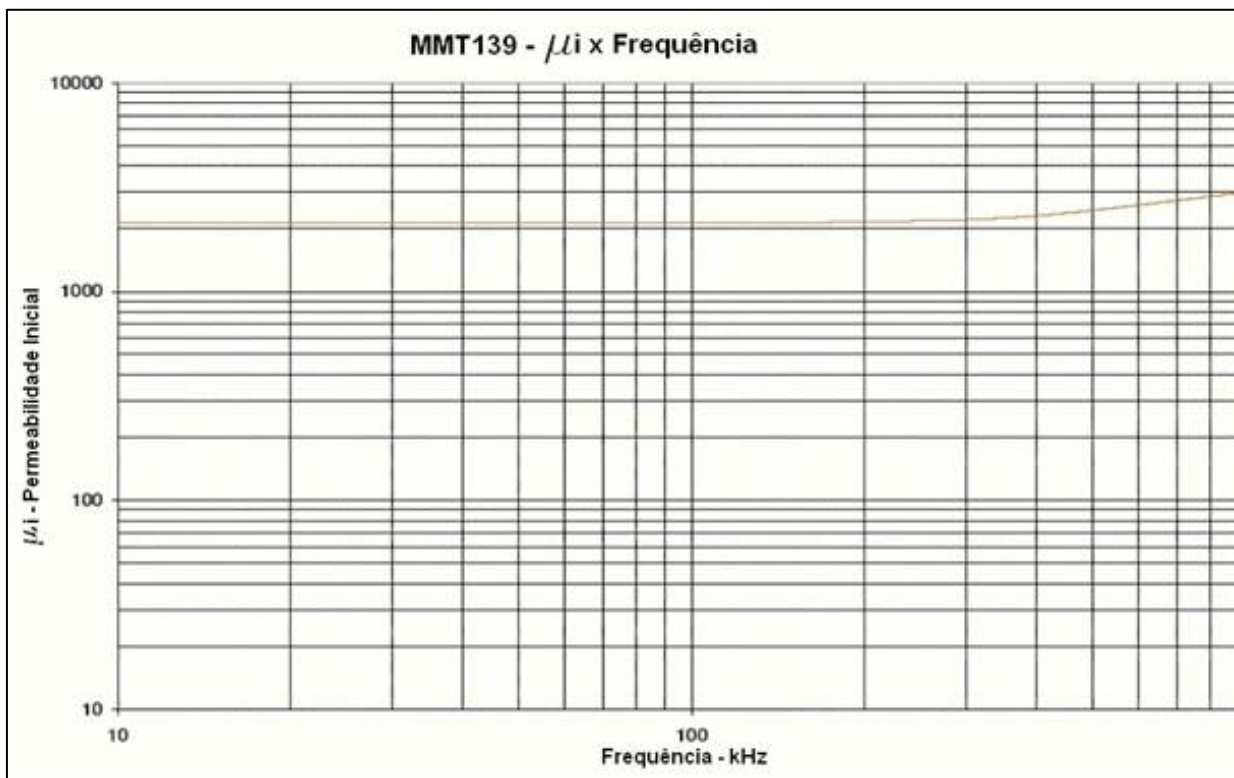 MMT139 - μi x Frequência
10000
1000
100
10
μi - Permeabilidade Inicial
10
100
Frequência - kHz